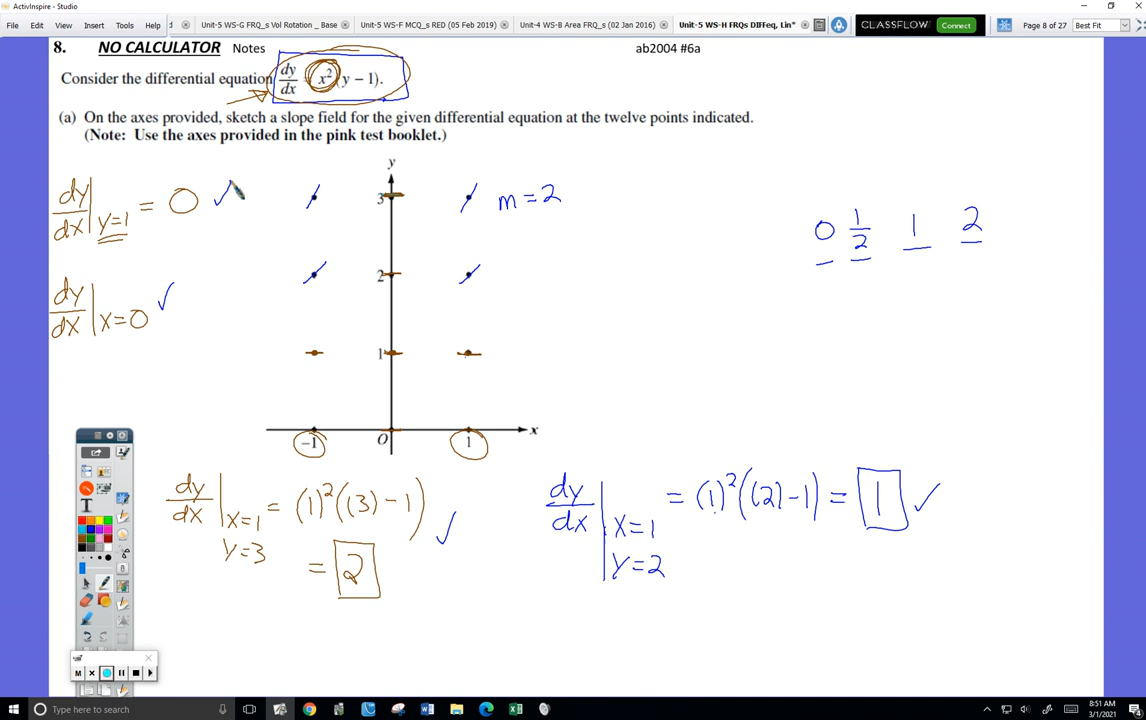 ActivInspire - Studio
File Edit View Insert Tools Help
Unit-5 WS-G FRQ_s Vol Rotation _ Base
Unit-5 WS-F MCQ_s RED (05 Feb 2019)
Unit-4 WS-B Area FRQ_s (02 Jan 2016)
Unit-5 WS-H FRQs DIFFeq, Lin*
CLASSFLOW Connect
Page 8 of 27 Best Fit
8. NO CALCULATOR Notes ab2004 #6a
Consider the differential equation dy/dx x² (y − 1).
(a) On the axes provided, sketch a slope field for the given differential equation at the twelve points indicated.
(Note: Use the axes provided in the pink test booklet.)
y
dy/dx | y=1 = 0 ✓
3
m = 2
0 1/2 1 2
2
dy/dx | x=0 ✓
1
−1 O 1 x
dy/dx | x=1 y=3 = (1)²((3) − 1) ✓
= 2
dy/dx | x=1 y=2 = (1)²((2) − 1) = 1 ✓
T
M
Type here to search
8:51 AM
3/1/2021